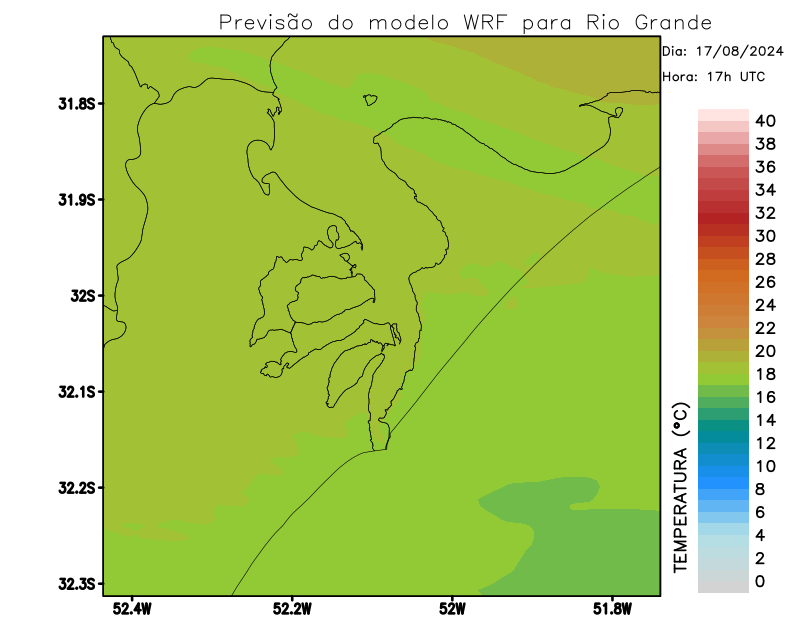 Previsão do modelo WRF para Rio Grande
Dia: 17/08/2024
Hora: 17h UTC
31.8S
31.9S
32S
32.1S
32.2S
32.3S
52.4W
52.2W
52W
51.8W
TEMPERATURA (°C)
40
38
36
34
32
30
28
26
24
22
20
18
16
14
12
10
8
6
4
2
0